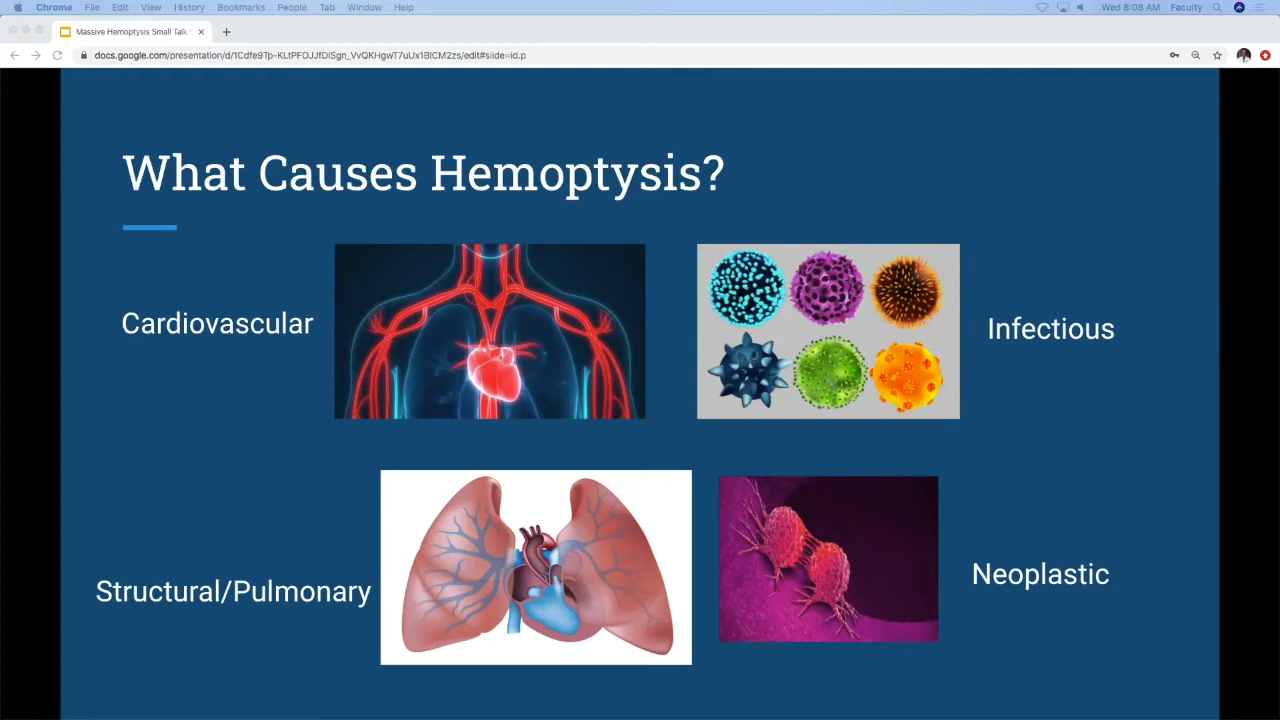 Chrome File Edit View History Bookmarks People Tab Window Help Wed 8:08 AM Faculty
Massive Hemoptysis Small Talk
What Causes Hemoptysis?
Cardiovascular
Infectious
Structural/Pulmonary
Neoplastic